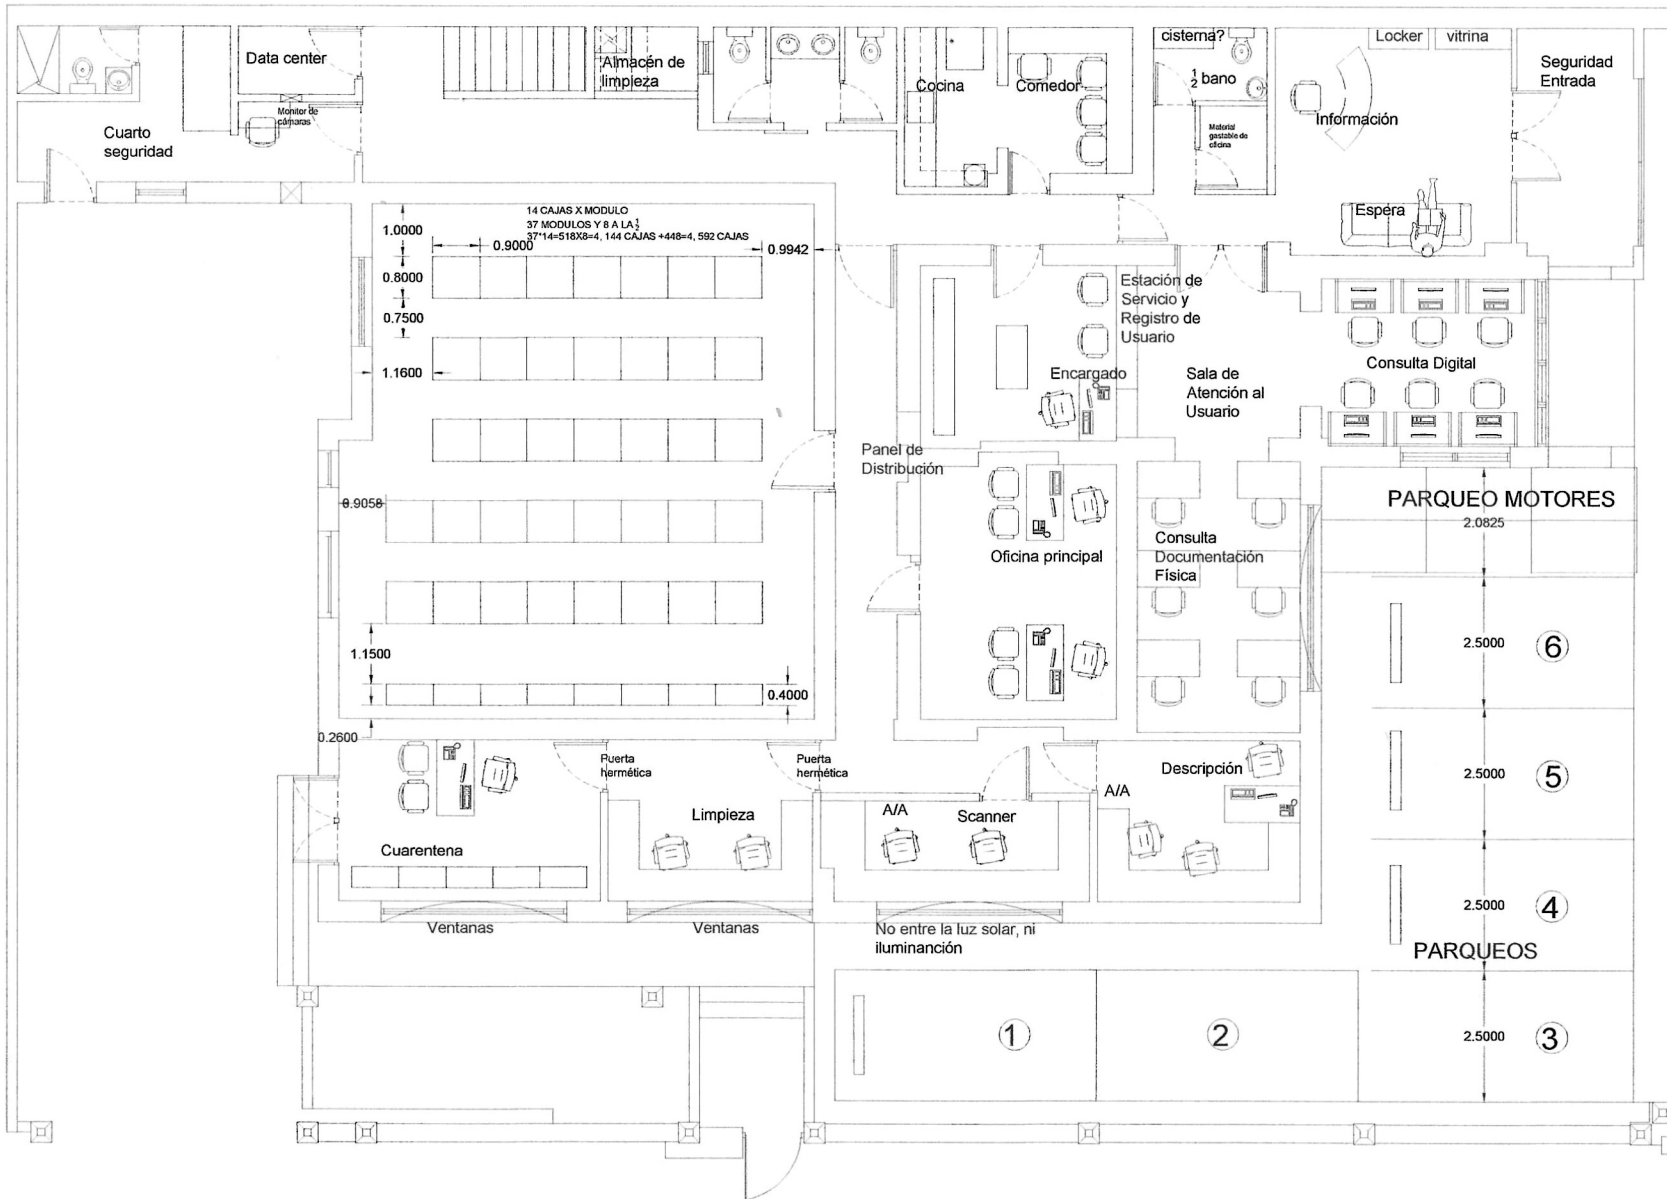 cisterna?
Locker
vitrina
Data center
Almacén de
limpieza
Cocina
Comedor
1/2 bano
Seguridad
Entrada
Monitor de
cámaras
Cuarto
seguridad
Material
gastable de
oficina
Información
Espera
14 CAJAS X MODULO
37 MODULOS Y 8 A LA 1/2
37*14=518X8=4, 144 CAJAS +448=4, 592 CAJAS
1.0000
0.9000
0.9942
0.8000
0.7500
1.1600
Estación de
Servicio y
Registro de
Usuario
Encargado
Sala de
Atención al
Usuario
Consulta Digital
Panel de
Distribución
0.9058
PARQUEO MOTORES
2.0825
Oficina principal
Consulta
Documentación
Física
2.5000
6
1.1500
0.4000
0.2600
Puerta
hermética
Puerta
hermética
Descripción
2.5000
5
A/A
A/A
Limpieza
Scanner
Cuarentena
2.5000
4
Ventanas
Ventanas
No entre la luz solar, ni
iluminanción
PARQUEOS
1
2
2.5000
3